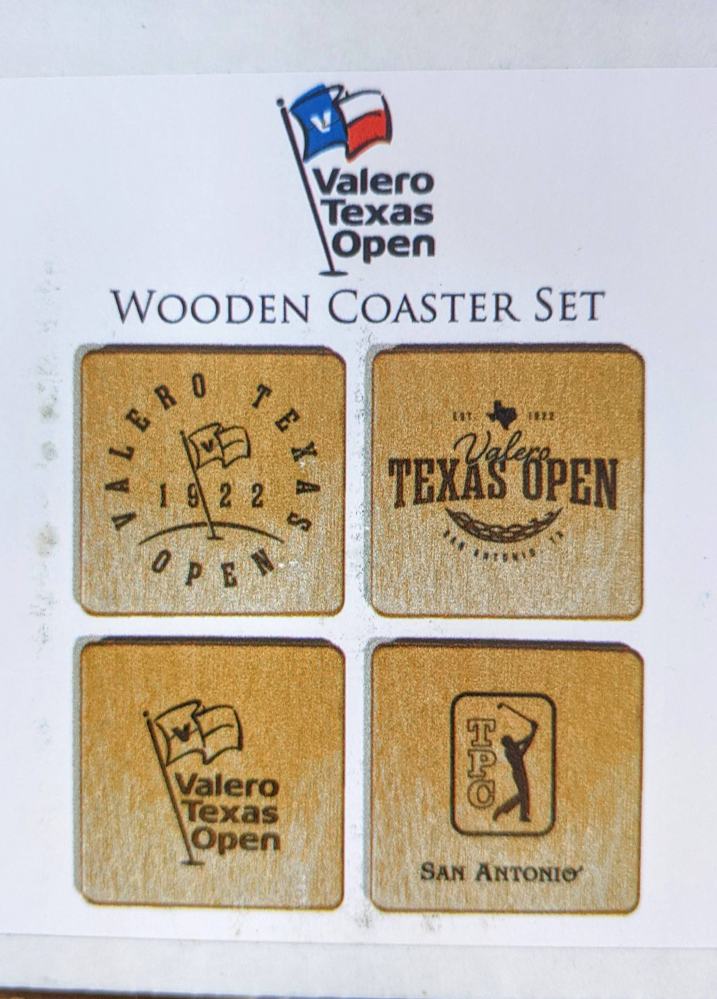 V
Valero
Texas
Open
WOODEN COASTER SET
VALERO TEXAS
V
1922
OPEN
EST. 1922
Valero
TEXAS OPEN
SAN ANTONIO, TX
V
Valero
Texas
Open
TPC
SAN ANTONIO